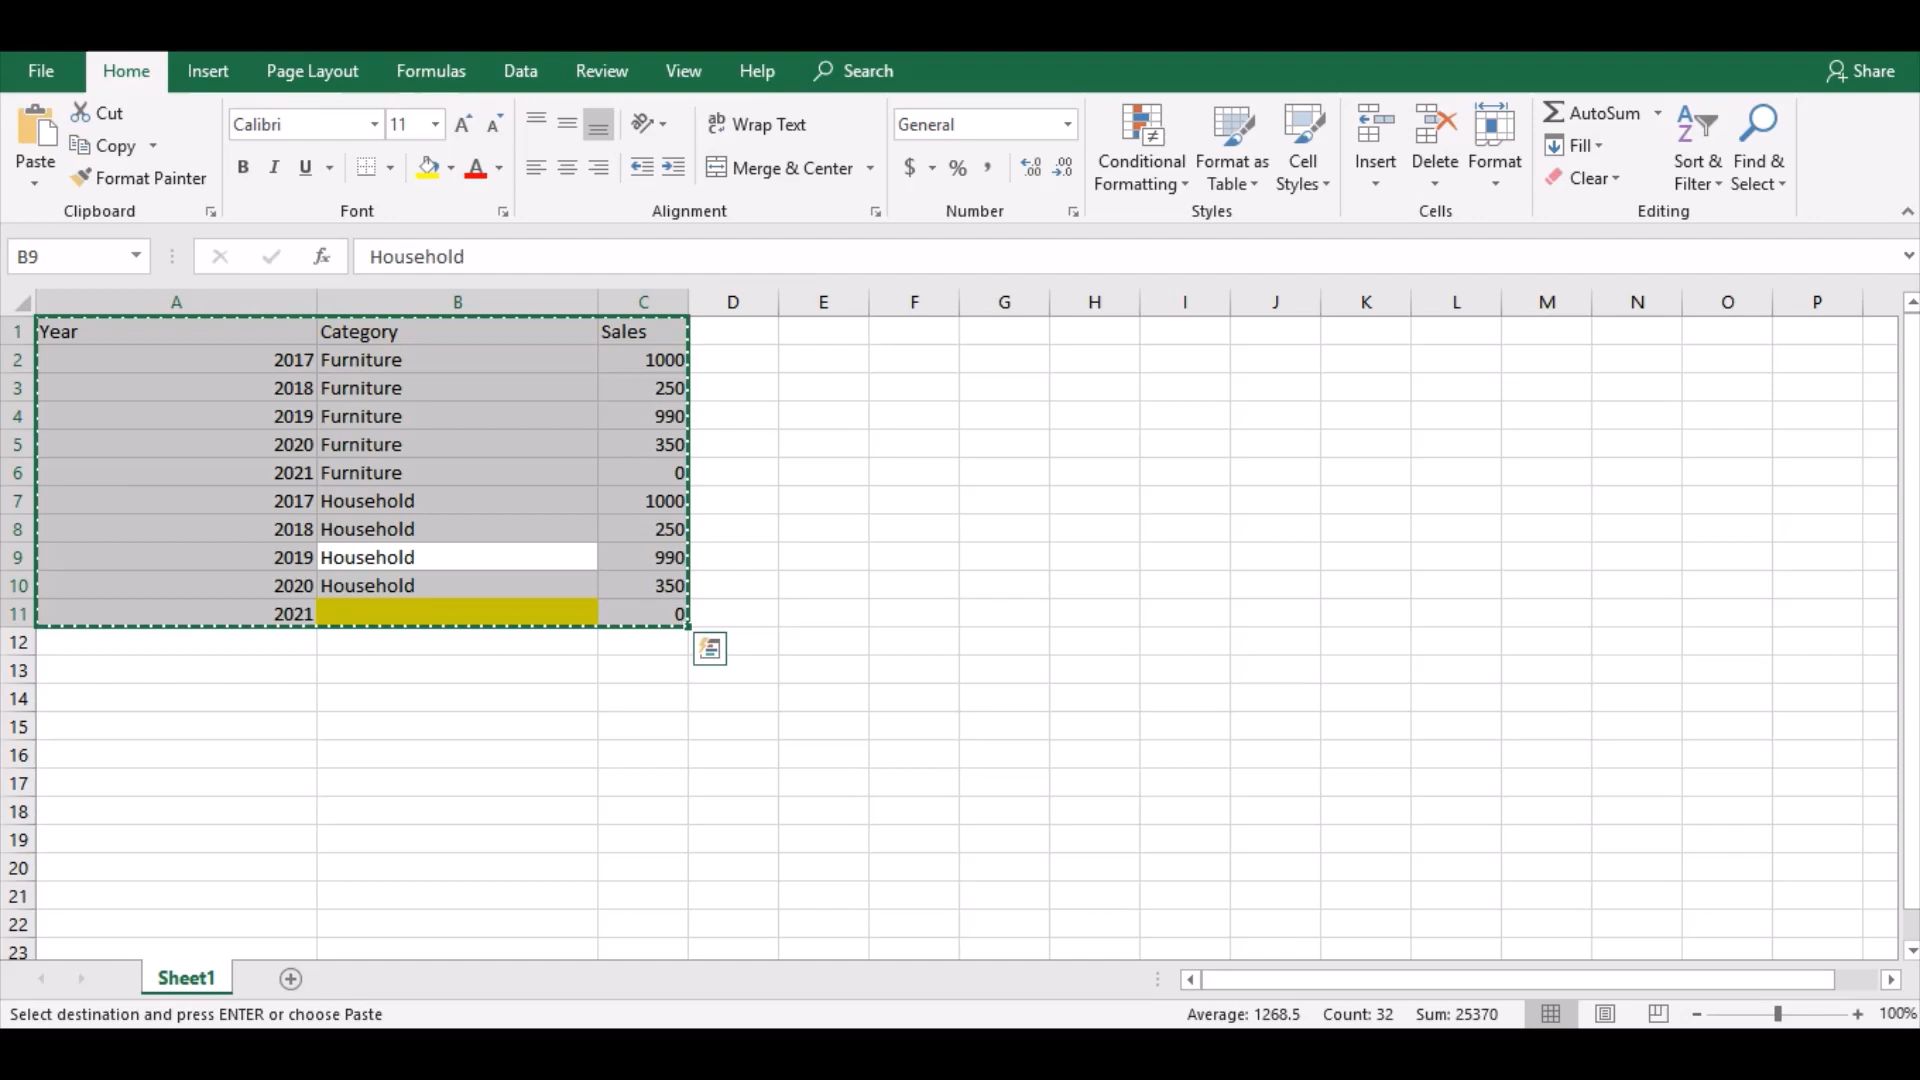 File Home Insert Page Layout Formulas Data Review View Help Search Share
Cut
Copy
Paste
Format Painter
Clipboard
Calibri 11 A A
B I U A
Font
Wrap Text
Merge & Center
Alignment
General
$ % , .0 .00 .00 .0
Number
Conditional Formatting
Format as Table
Cell Styles
Styles
Insert Delete Format
Cells
AutoSum
Fill
Clear
Sort & Filter
Find & Select
Editing
B9 fx Household
A B C D E F G H I J K L M N O P
1 Year Category Sales
2 2017 Furniture 1000
3 2018 Furniture 250
4 2019 Furniture 990
5 2020 Furniture 350
6 2021 Furniture 0
7 2017 Household 1000
8 2018 Household 250
9 2019 Household 990
10 2020 Household 350
11 2021 0
12
13
14
15
16
17
18
19
20
21
22
23
Sheet1
Select destination and press ENTER or choose Paste Average: 1268.5 Count: 32 Sum: 25370 100%